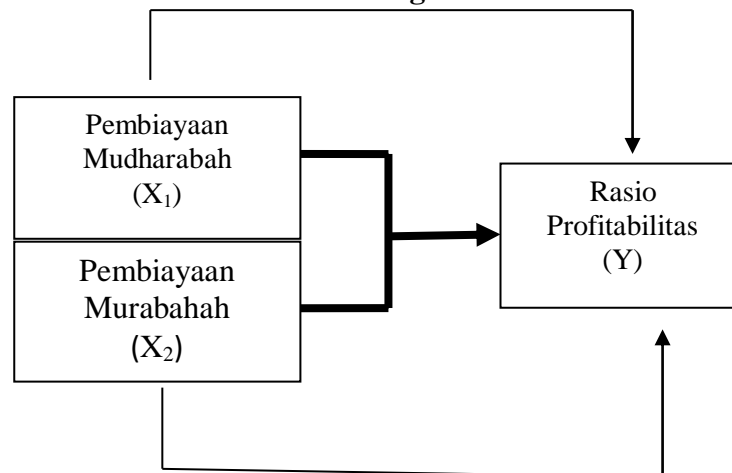 Pembiayaan
Mudharabah
(X₁)
Pembiayaan
Murabahah
(X₂)
Rasio
Profitabilitas
(Y)